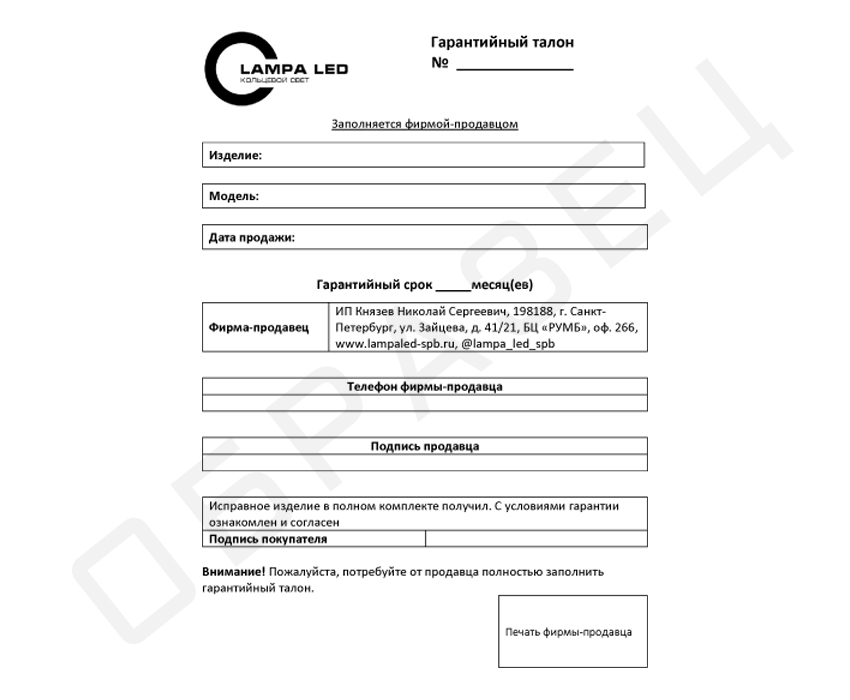 LAMPA LED
КОЛЬЦЕВОЙ СВЕТ
Гарантийный талон
№ _______________
Заполняется фирмой-продавцом
Изделие:
Модель:
Дата продажи:
Гарантийный срок _____месяц(ев)
Фирма-продавец
ИП Князев Николай Сергеевич, 198188, г. Санкт-
Петербург, ул. Зайцева, д. 41/21, БЦ «РУМБ», оф. 266,
www.lampaled-spb.ru, @lampa_led_spb
Телефон фирмы-продавца
Подпись продавца
Исправное изделие в полном комплекте получил. С условиями гарантии
ознакомлен и согласен
Подпись покупателя
Внимание! Пожалуйста, потребуйте от продавца полностью заполнить
гарантийный талон.
Печать фирмы-продавца
ОБРАЗЕЦ